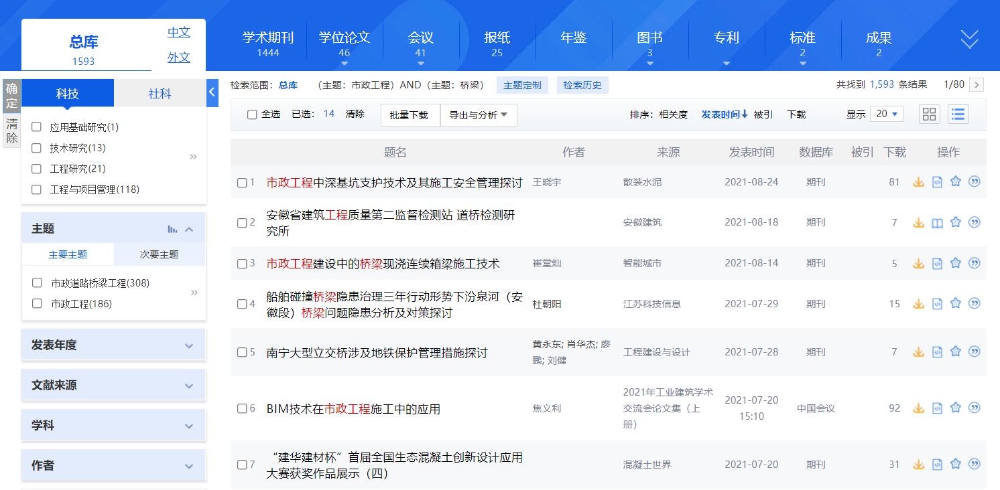 总库
1593
中文
外文
学术期刊
1444
学位论文
46
会议
41
报纸
25
年鉴
图书
3
专利
标准
2
成果
2
确定
清除
科技
社科
应用基础研究(1)
技术研究(13)
工程研究(21)
工程与项目管理(118)
主题
主要主题
次要主题
市政道路桥梁工程(308)
市政工程(186)
发表年度
文献来源
学科
作者
检索范围：总库 （主题：市政工程）AND（主题：桥梁） 主题定制 检索历史 共找到 1,593 条结果 1/80
全选 已选：14 清除 批量下载 导出与分析 排序：相关度 发表时间 被引 下载 显示 20
题名 作者 来源 发表时间 数据库 被引 下载 操作
1 市政工程中深基坑支护技术及其施工安全管理探讨 王晓宇 散装水泥 2021-08-24 期刊 81
2 安徽省建筑工程质量第二监督检测站 道桥检测研
究所
安徽建筑 2021-08-18 期刊 7
3 市政工程建设中的桥梁现浇连续箱梁施工技术 崔堂灿 智能城市 2021-08-14 期刊 5
4 船舶碰撞桥梁隐患治理三年行动形势下汾泉河（安
徽段）桥梁问题隐患分析及对策探讨
杜朝阳 江苏科技信息 2021-07-29 期刊 15
5 南宁大型立交桥涉及地铁保护管理措施探讨
黄永东; 肖华杰; 廖
鹏; 刘健
工程建设与设计 2021-07-28 期刊 7
6 BIM技术在市政工程施工中的应用 焦义利
2021年工业建筑学术
交流会论文集（上
册）
2021-07-20
15:10
中国会议 92
7 “建华建材杯”首届全国生态混凝土创新设计应用
大赛获奖作品展示（四）
混凝土世界 2021-07-20 期刊 31